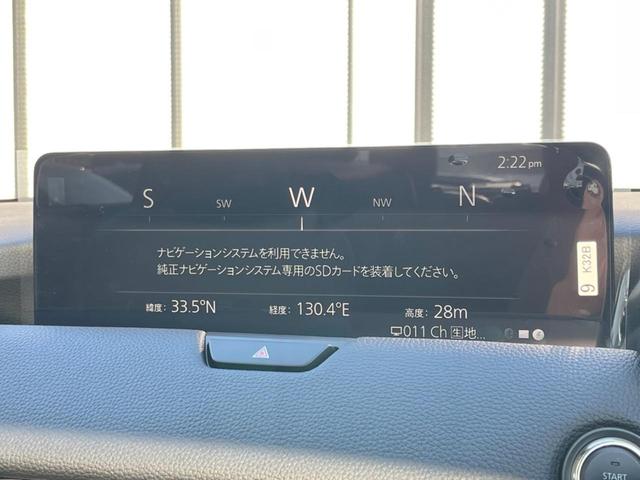 2:22 pm
S SW W NW N
ナビゲーションシステムを利用できません。
純正ナビゲーションシステム専用のSDカードを装着してください。
緯度: 33.5°N 経度: 130.4°E 高度: 28m
011 Ch 生 地...
9 K32B
START